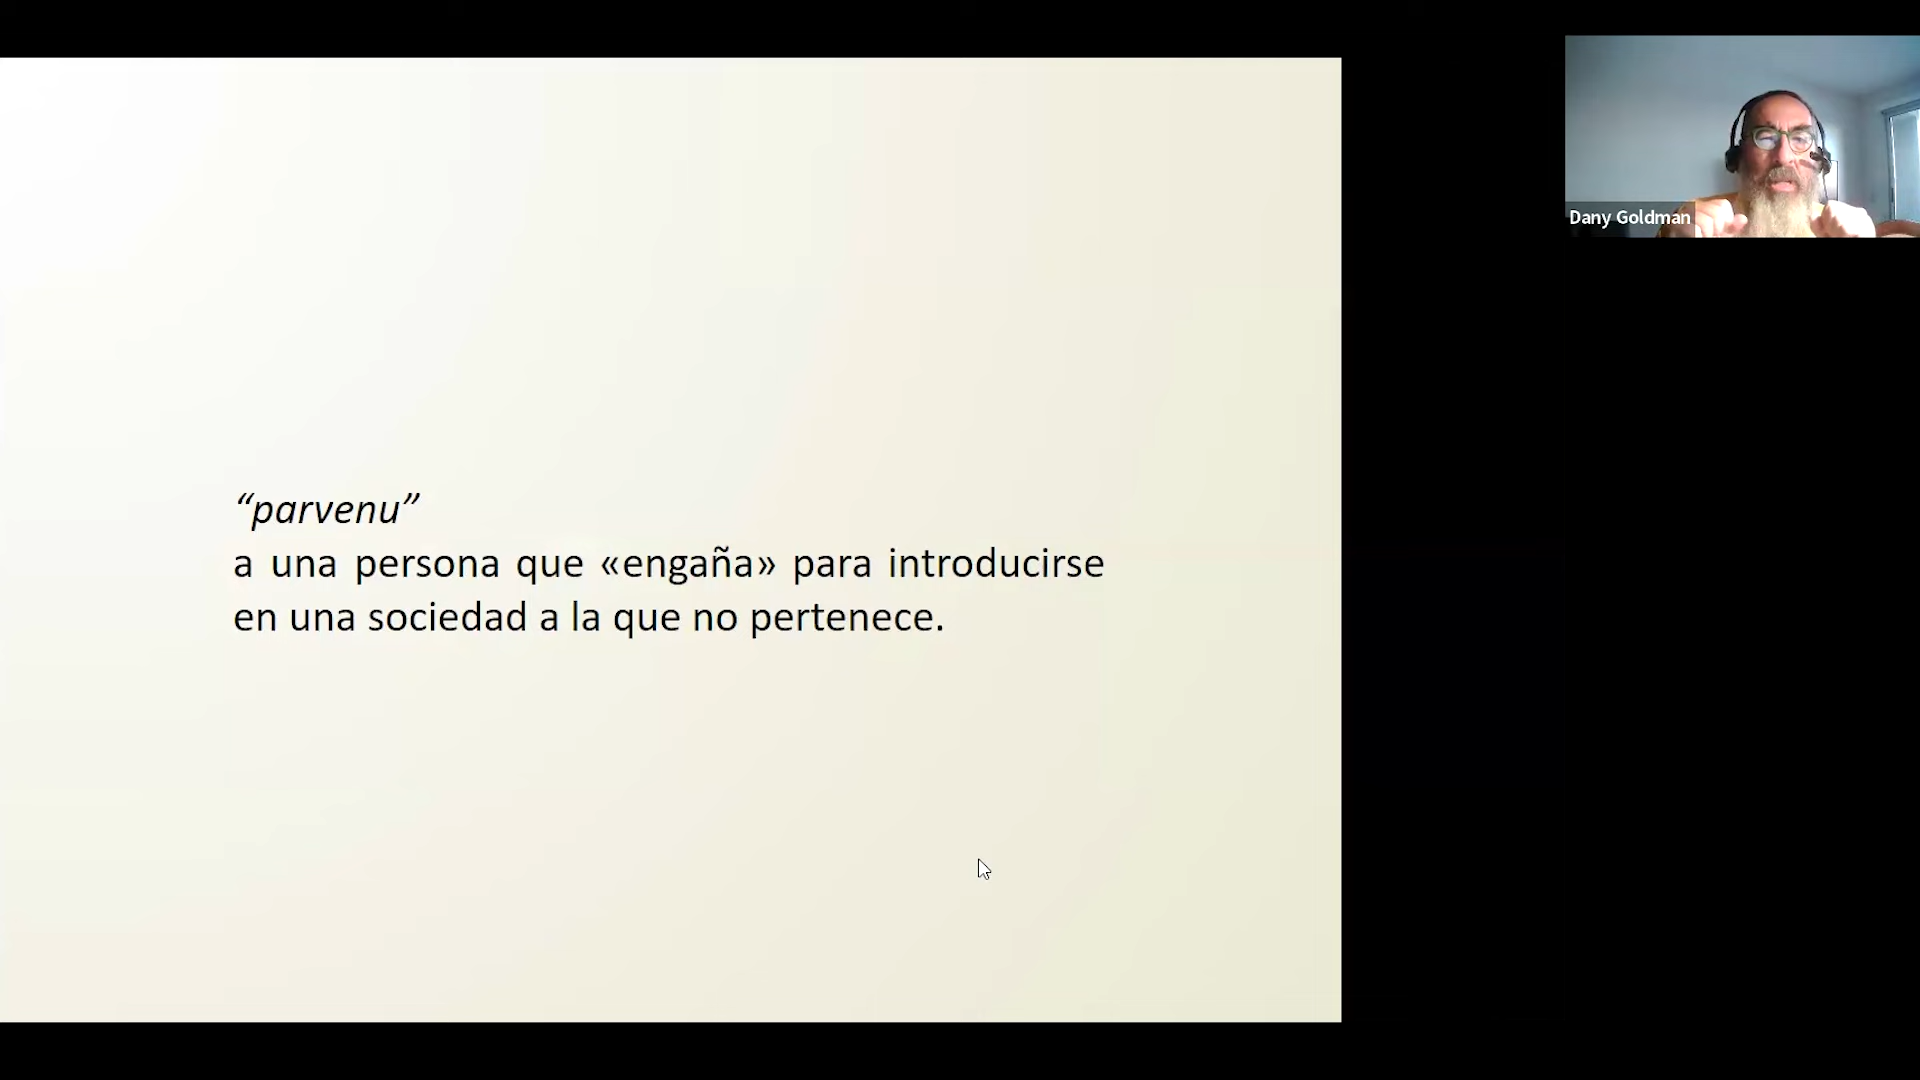 “parvenu”
a una persona que «engaña» para introducirse
en una sociedad a la que no pertenece.
Dany Goldman